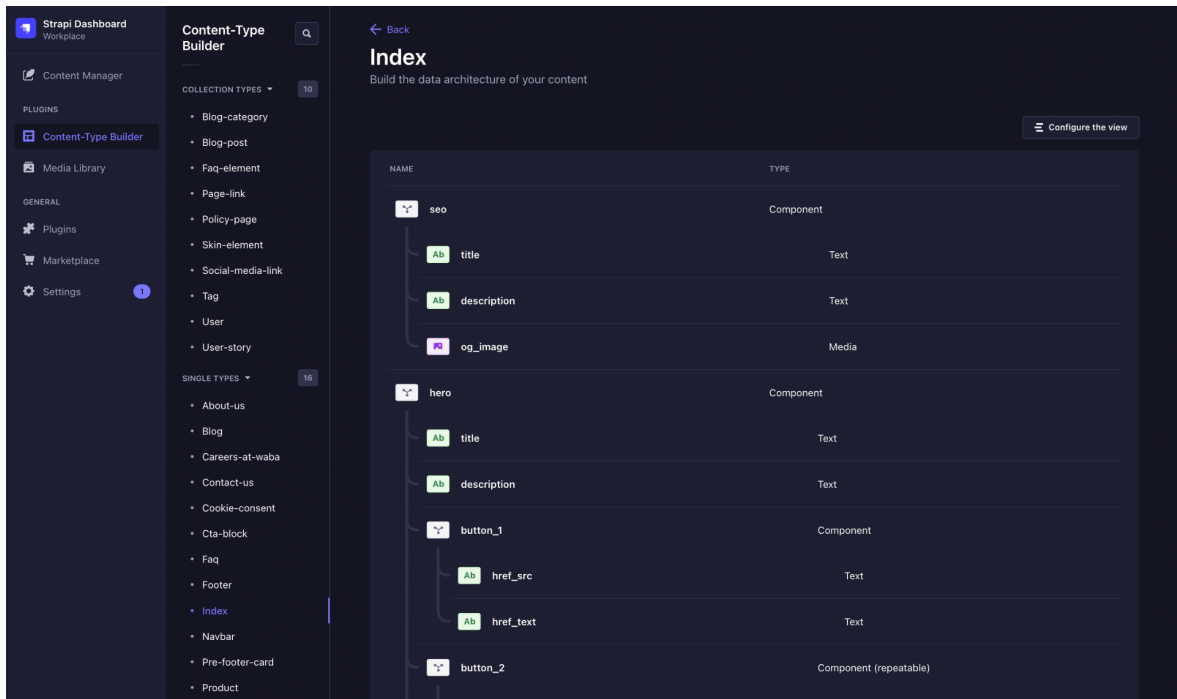 Strapi Dashboard
Workplace
Content Manager
PLUGINS
Content-Type Builder
Media Library
GENERAL
Plugins
Marketplace
Settings
1
Content-Type
Builder
COLLECTION TYPES
10
Blog-category
Blog-post
Faq-element
Page-link
Policy-page
Skin-element
Social-media-link
Tag
User
User-story
SINGLE TYPES
16
About-us
Blog
Careers-at-waba
Contact-us
Cookie-consent
Cta-block
Faq
Footer
Index
Navbar
Pre-footer-card
Product
Back
Index
Build the data architecture of your content
Configure the view
NAME TYPE
seo Component
Ab title Text
Ab description Text
og_image Media
hero Component
Ab title Text
Ab description Text
button_1 Component
Ab href_src Text
Ab href_text Text
button_2 Component (repeatable)